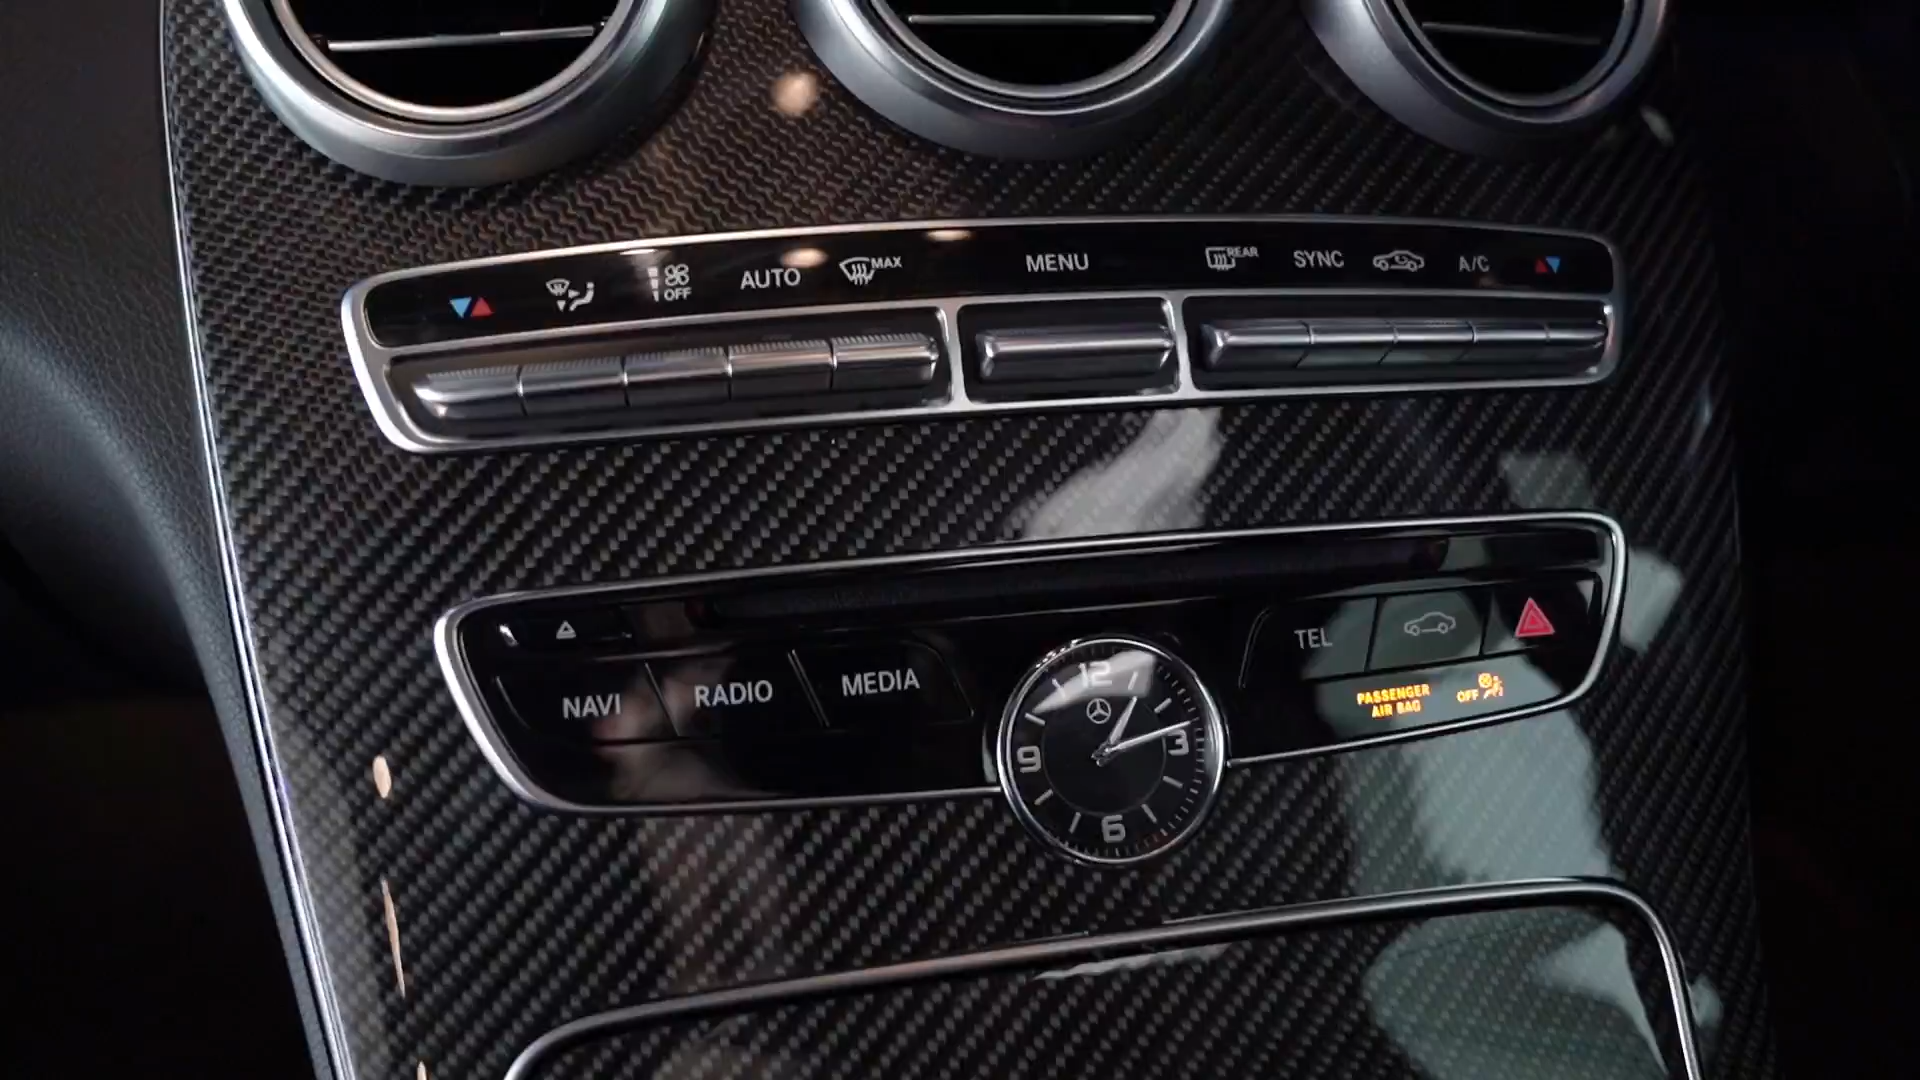 OFF
AUTO
MAX
MENU
REAR
SYNC
A/C
NAVI
RADIO
MEDIA
12
3
6
9
TEL
PASSENGER
AIR BAG
OFF